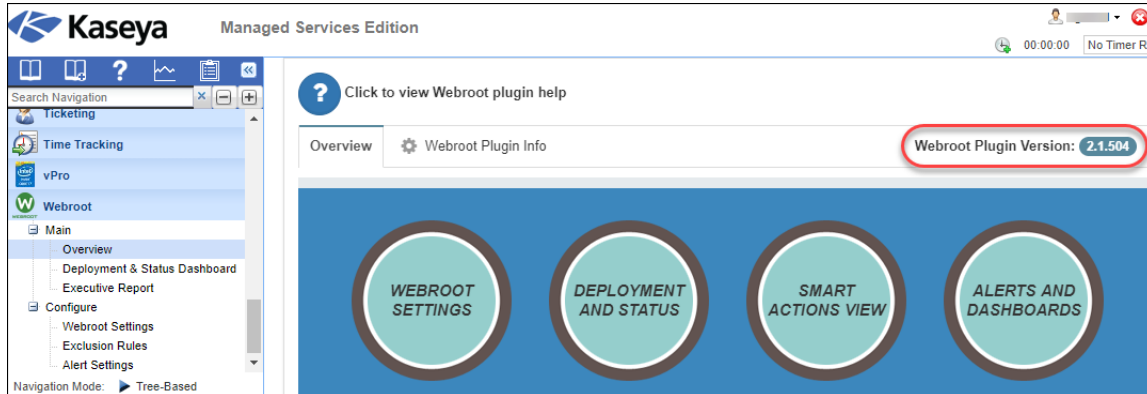 Kaseya
Managed Services Edition
00:00:00 No Timer R
Search Navigation
Ticketing
Time Tracking
vPro
WEBROOT
Webroot
Main
Overview
Deployment & Status Dashboard
Executive Report
Configure
Webroot Settings
Exclusion Rules
Alert Settings
Navigation Mode: Tree-Based
Click to view Webroot plugin help
Overview Webroot Plugin Info Webroot Plugin Version: 2.1.504
WEBROOT
SETTINGS
DEPLOYMENT
AND STATUS
SMART
ACTIONS VIEW
ALERTS AND
DASHBOARDS